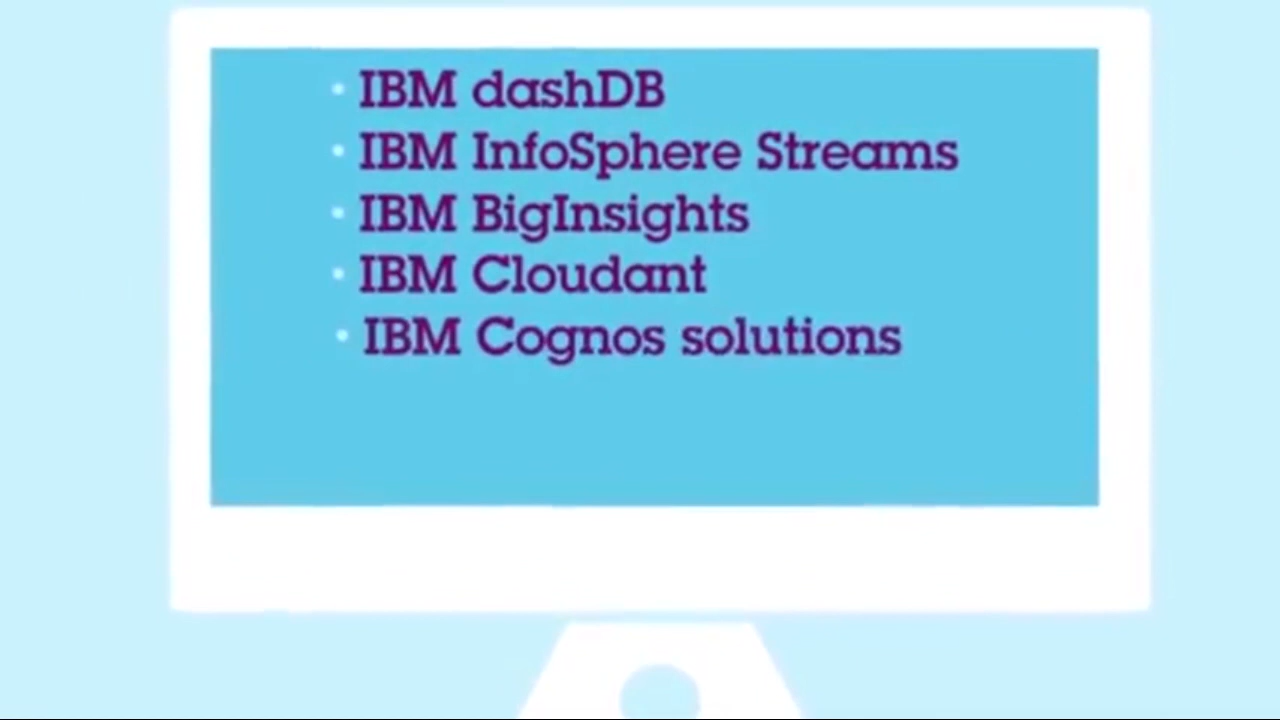 • IBM dashDB
• IBM InfoSphere Streams
• IBM BigInsights
• IBM Cloudant
• IBM Cognos solutions